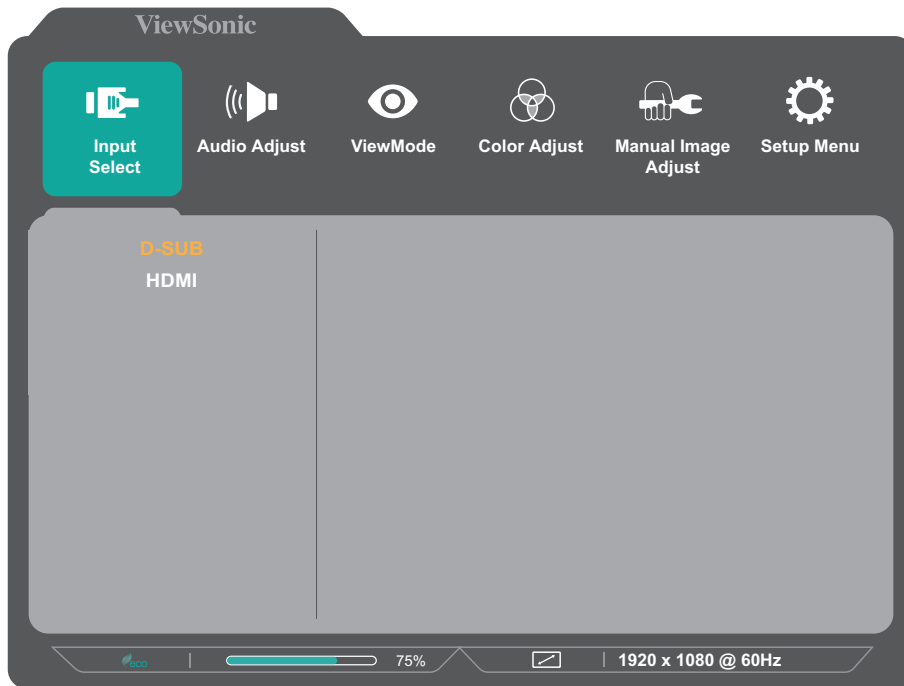 ViewSonic
Input
Select
Audio Adjust
ViewMode
Color Adjust
Manual Image
Adjust
Setup Menu
D-SUB
HDMI
eco
75%
1920 x 1080 @ 60Hz